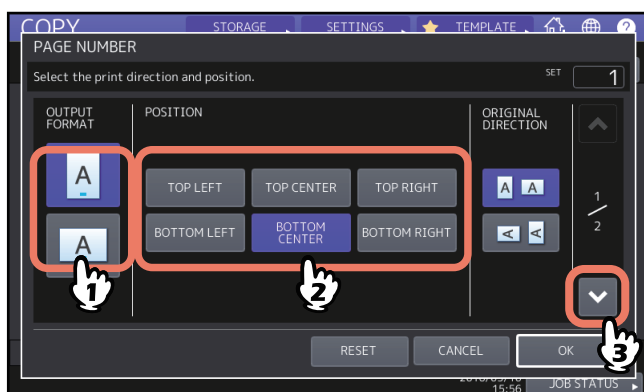 COPY
STORAGE
SETTINGS
TEMPLATE
?
PAGE NUMBER
Select the print direction and position.
SET 1
OUTPUT
FORMAT
POSITION
ORIGINAL
DIRECTION
A
TOP LEFT
TOP CENTER
TOP RIGHT
A A
1
2
A
BOTTOM LEFT
BOTTOM
CENTER
BOTTOM RIGHT
A A
1
2
3
RESET
CANCEL
OK
15:56
JOB STATUS